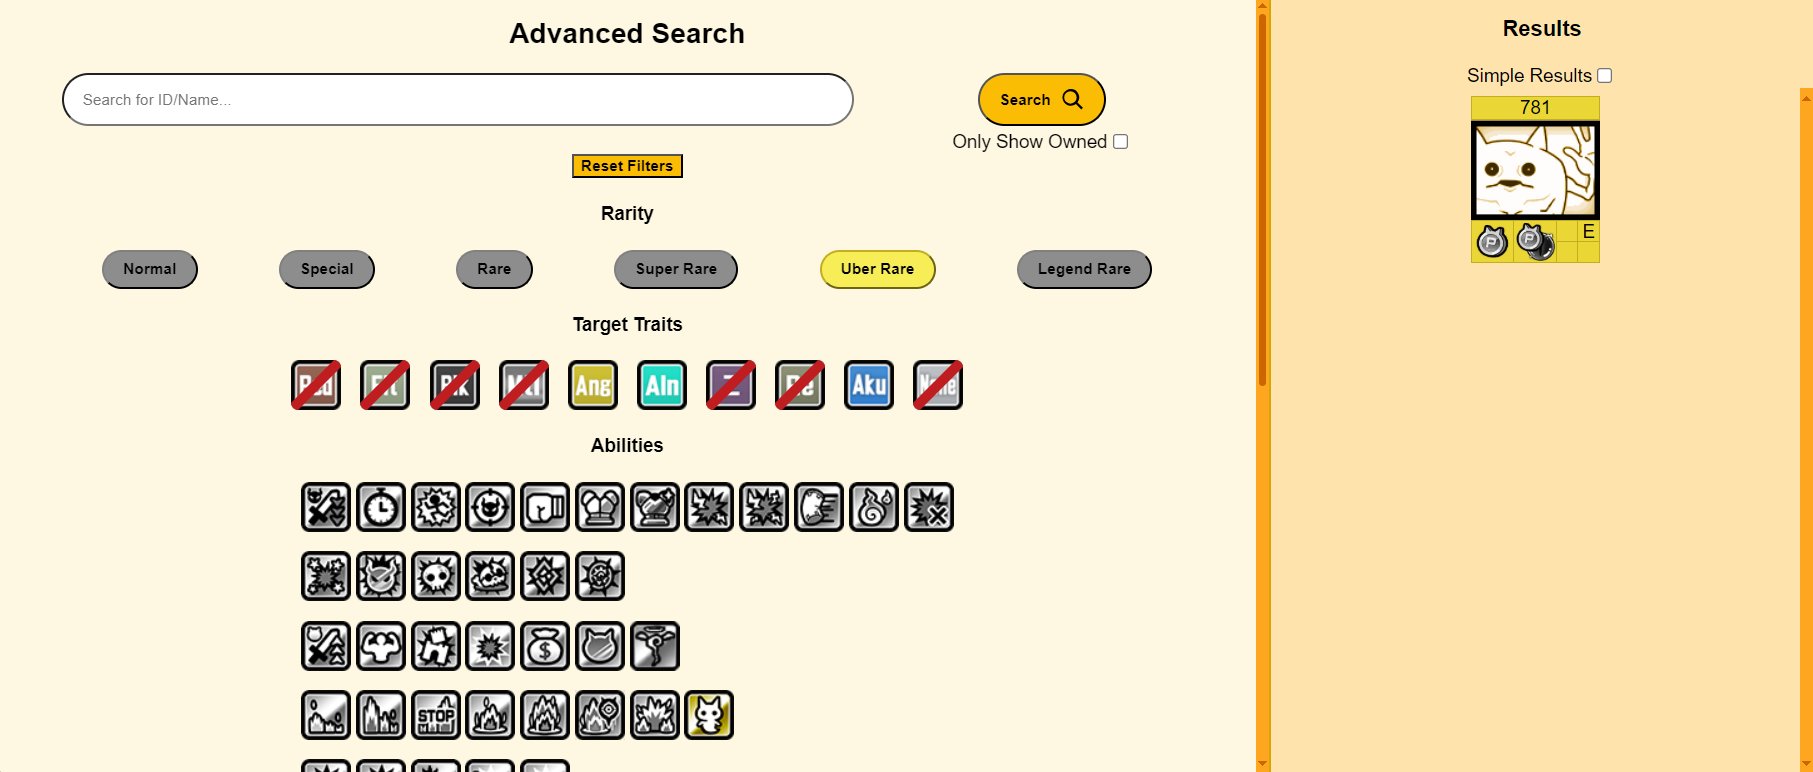 Advanced Search
Search for ID/Name...
Search
Only Show Owned
Reset Filters
Rarity
Normal
Special
Rare
Super Rare
Uber Rare
Legend Rare
Target Traits
Ang
Aln
Z
Aku
None
Abilities
$
STOP
Results
Simple Results
781
P
P
E